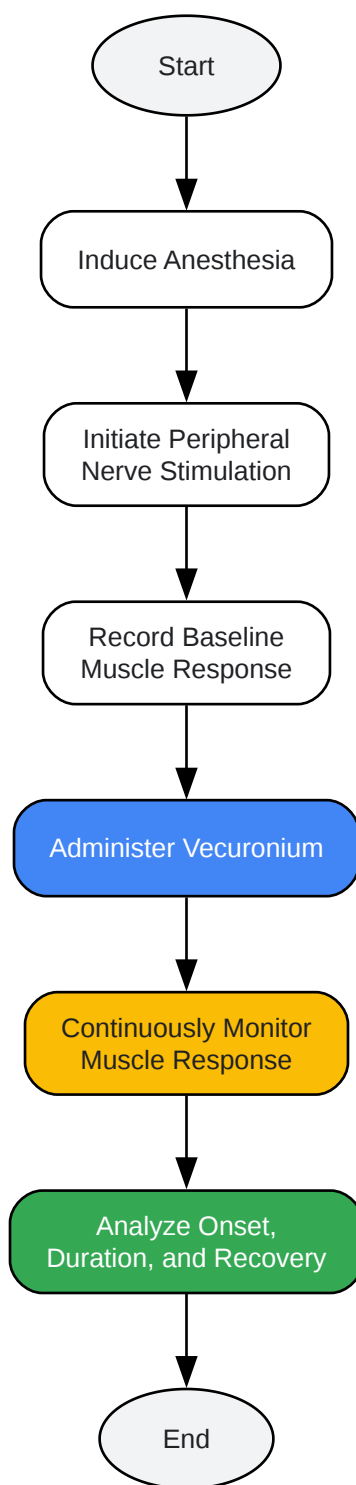 Start
Induce Anesthesia
Initiate Peripheral
Nerve Stimulation
Record Baseline
Muscle Response
Administer Vecuronium
Continuously Monitor
Muscle Response
Analyze Onset,
Duration, and Recovery
End